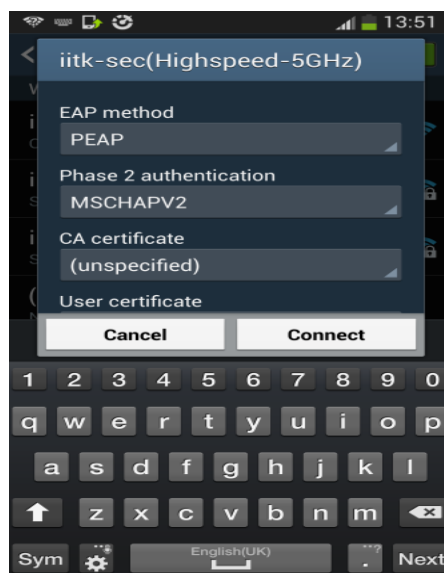 13:51
iitk-sec(Highspeed-5GHz)
EAP method
PEAP
Phase 2 authentication
MSCHAPV2
CA certificate
(unspecified)
User certificate
Cancel Connect
1 2 3 4 5 6 7 8 9 0
q w e r t y u i o p
a s d f g h j k l
z x c v b n m
English(UK)
Sym . Next